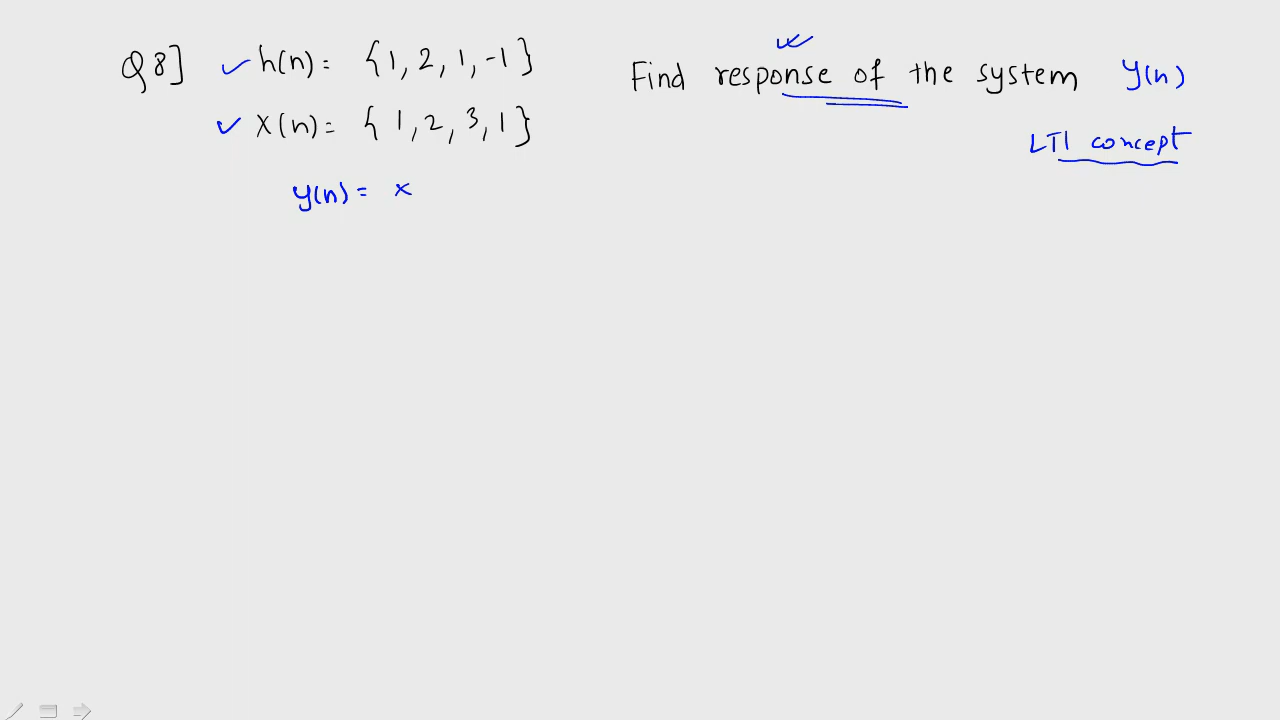 Q8] ✓ h(n) = {1, 2, 1, -1} Find response of the system y(n)
✓ X(n) = {1, 2, 3, 1} LTI concept
y(n) = x